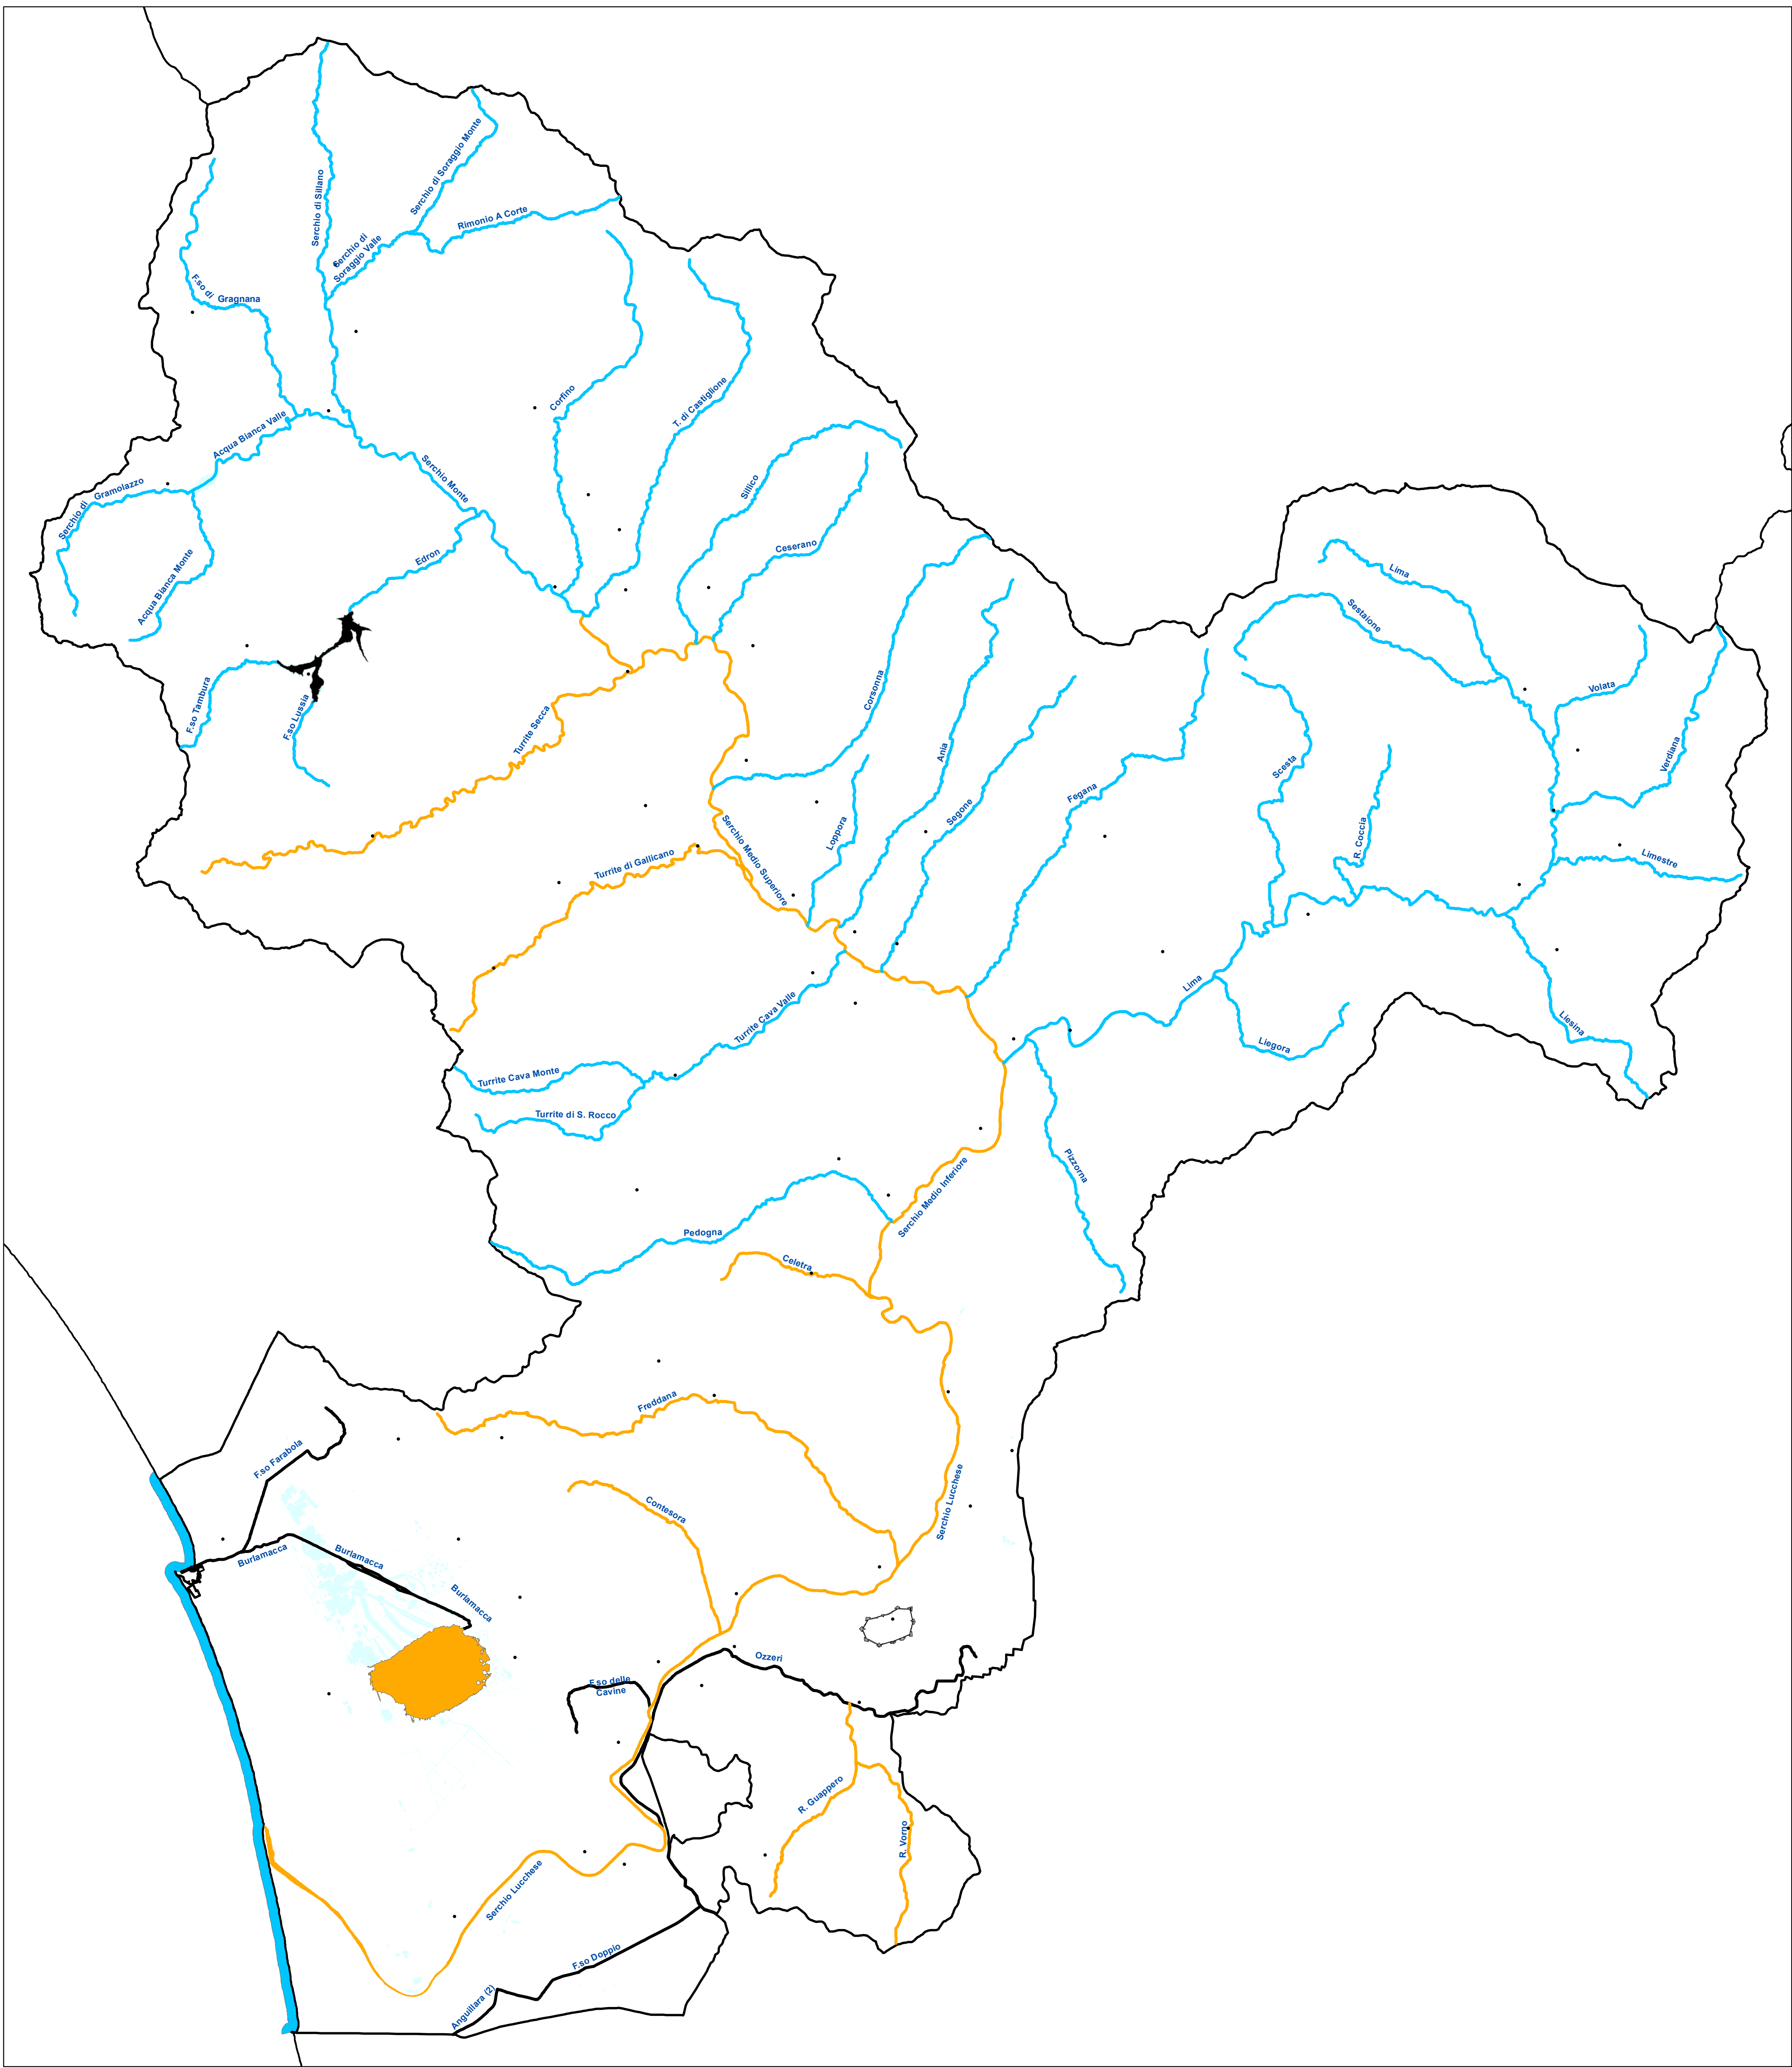 Serchio di Sillano
Serchio di Soraggio Monte
Rimonio A Corte
Serchio di
Soraggio Valle
F.so di Gragnana
Corfino
T. di Castiglione
Acqua Bianca Valle
Serchio Monte
Serchio di Gramolazzo
Sillico
Ceserano
Edron
Acqua Bianca Monte
Lima
Sestaione
F.so Tambura
F.so Lussia
Turrite Secca
Corsonna
Ania
Volata
Verdiana
Scesta
Fegana
Segone
Loppora
R. Coccia
Serchio Medio Superiore
Turrite di Gallicano
Limestre
Lima
Turrite Cava Valle
Liesina
Liegora
Turrite Cava Monte
Turrite di S. Rocco
Pizzorna
Serchio Medio Inferiore
Pedogna
Celetra
Freddana
F.so Farabola
Contesora
Serchio Lucchese
Burlamacca
Burlamacca
Burlamacca
Ozzeri
F.so delle
Cavine
R. Guappero
R. Vorno
Serchio Lucchese
F.so Doppio
Anguillara (2)